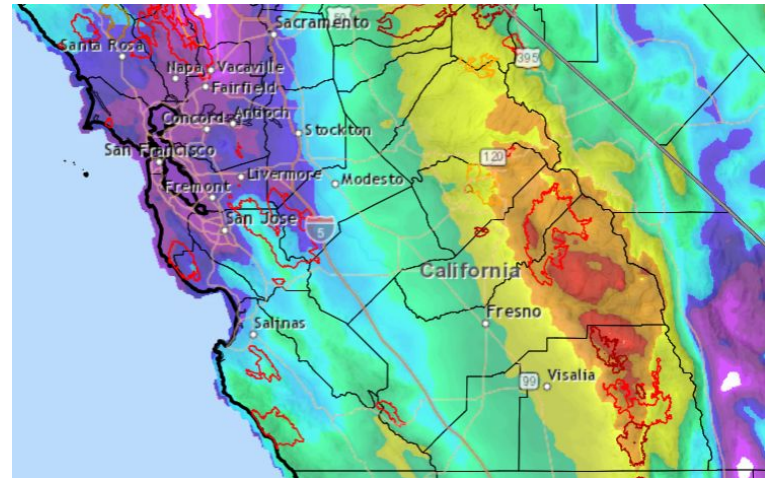 Sacramento
Santa Rosa
395
Napa
Vacaville
Fairfield
Concord
Antioch
Stockton
San Francisco
120
Livermore
Modesto
Fremont
San Jose
5
California
Salinas
Fresno
99
Visalia